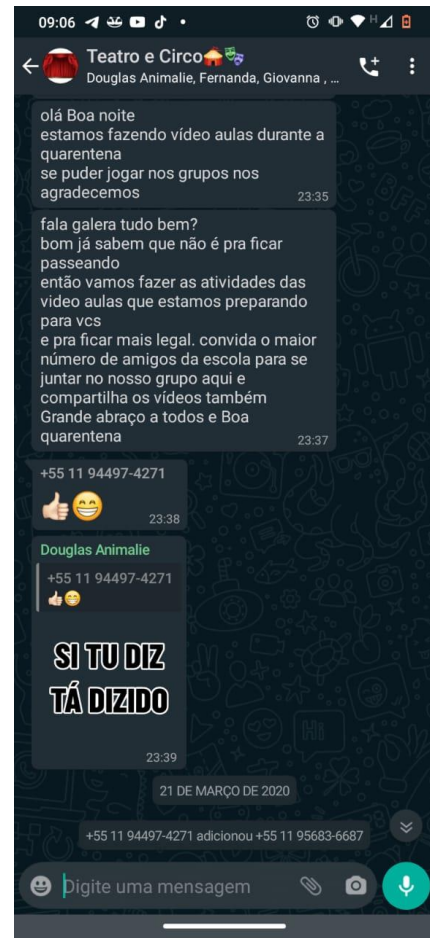 09:06
H
Teatro e Circo🎪🎭
Douglas Animalie, Fernanda, Giovanna , ...
olá Boa noite
estamos fazendo vídeo aulas durante a
quarentena
se puder jogar nos grupos nos
agradecemos
23:35
fala galera tudo bem?
bom já sabem que não é pra ficar
passeando
então vamos fazer as atividades das
video aulas que estamos preparando
para vcs
e pra ficar mais legal. convida o maior
número de amigos da escola para se
juntar no nosso grupo aqui e
compartilha os vídeos também
Grande abraço a todos e Boa
quarentena
23:37
+55 11 94497-4271
👍🏻😁
23:38
Douglas Animalie
+55 11 94497-4271
👍🏻😁
SI TU DIZ
TÁ DIZIDO
23:39
21 DE MARÇO DE 2020
+55 11 94497-4271 adicionou +55 11 95683-6687
Digite uma mensagem